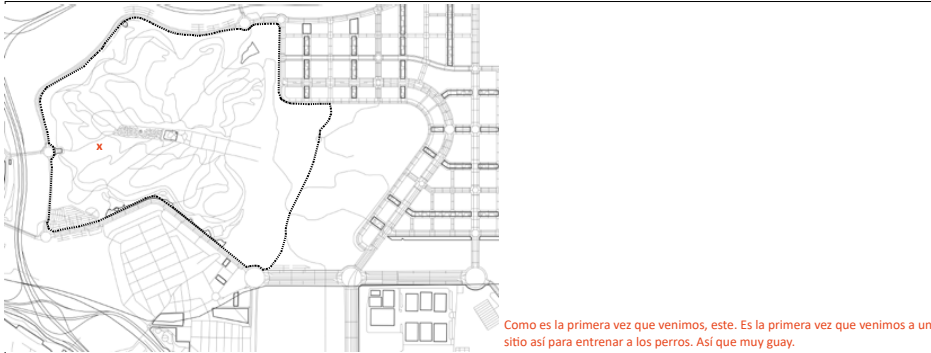 x
Como es la primera vez que venimos, este. Es la primera vez que venimos a un
sitio así para entrenar a los perros. Así que muy guay.